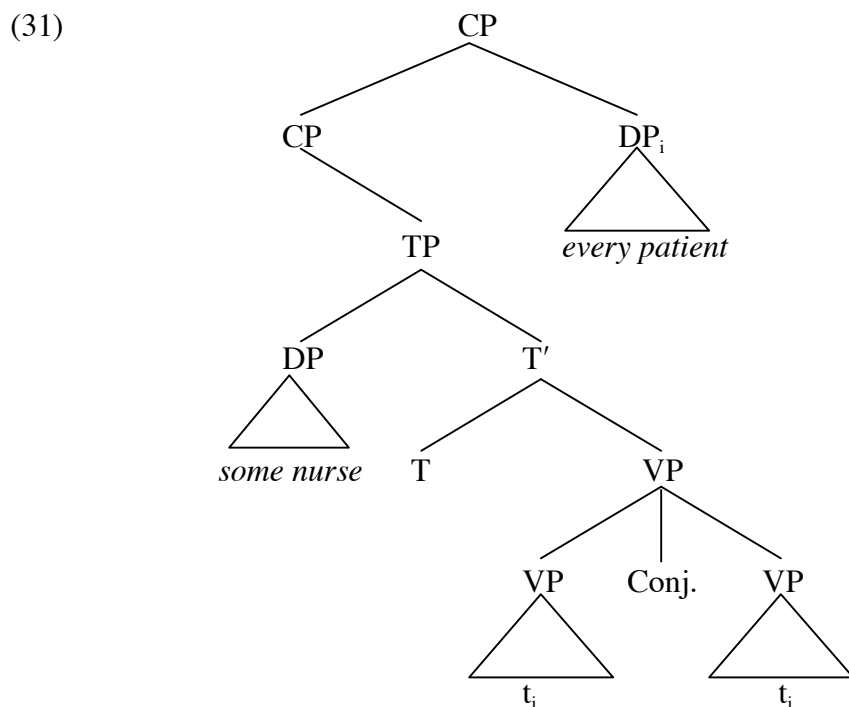 (31)
CP
CP DPᵢ
TP every patient
DP T′
some nurse T VP
VP Conj. VP
tᵢ tᵢ